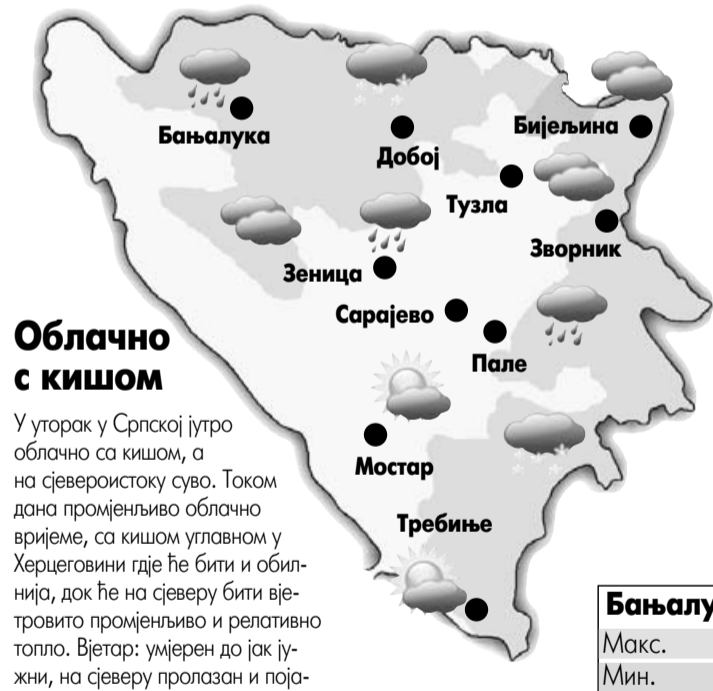 Бањалука
Добој
Бијељина
Тузла
Зворник
Зеница
Сарајево
Пале
Мостар
Требиње
Облачно
с кишом
У уторак у Српској јутро
облачно са кишом, а
на сјевероистоку суво. Током
дана промјенљиво облачно
вријеме, са кишом углавном у
Херцеговини гдје ће бити и обил-
нија, док ће на сјеверу бити вје-
тровито промјенљиво и релативно
топло. Вјетар: умјерен до јак ју-
жни, на сјеверу пролазан и поја-
Бањалу
Макс.
Мин.